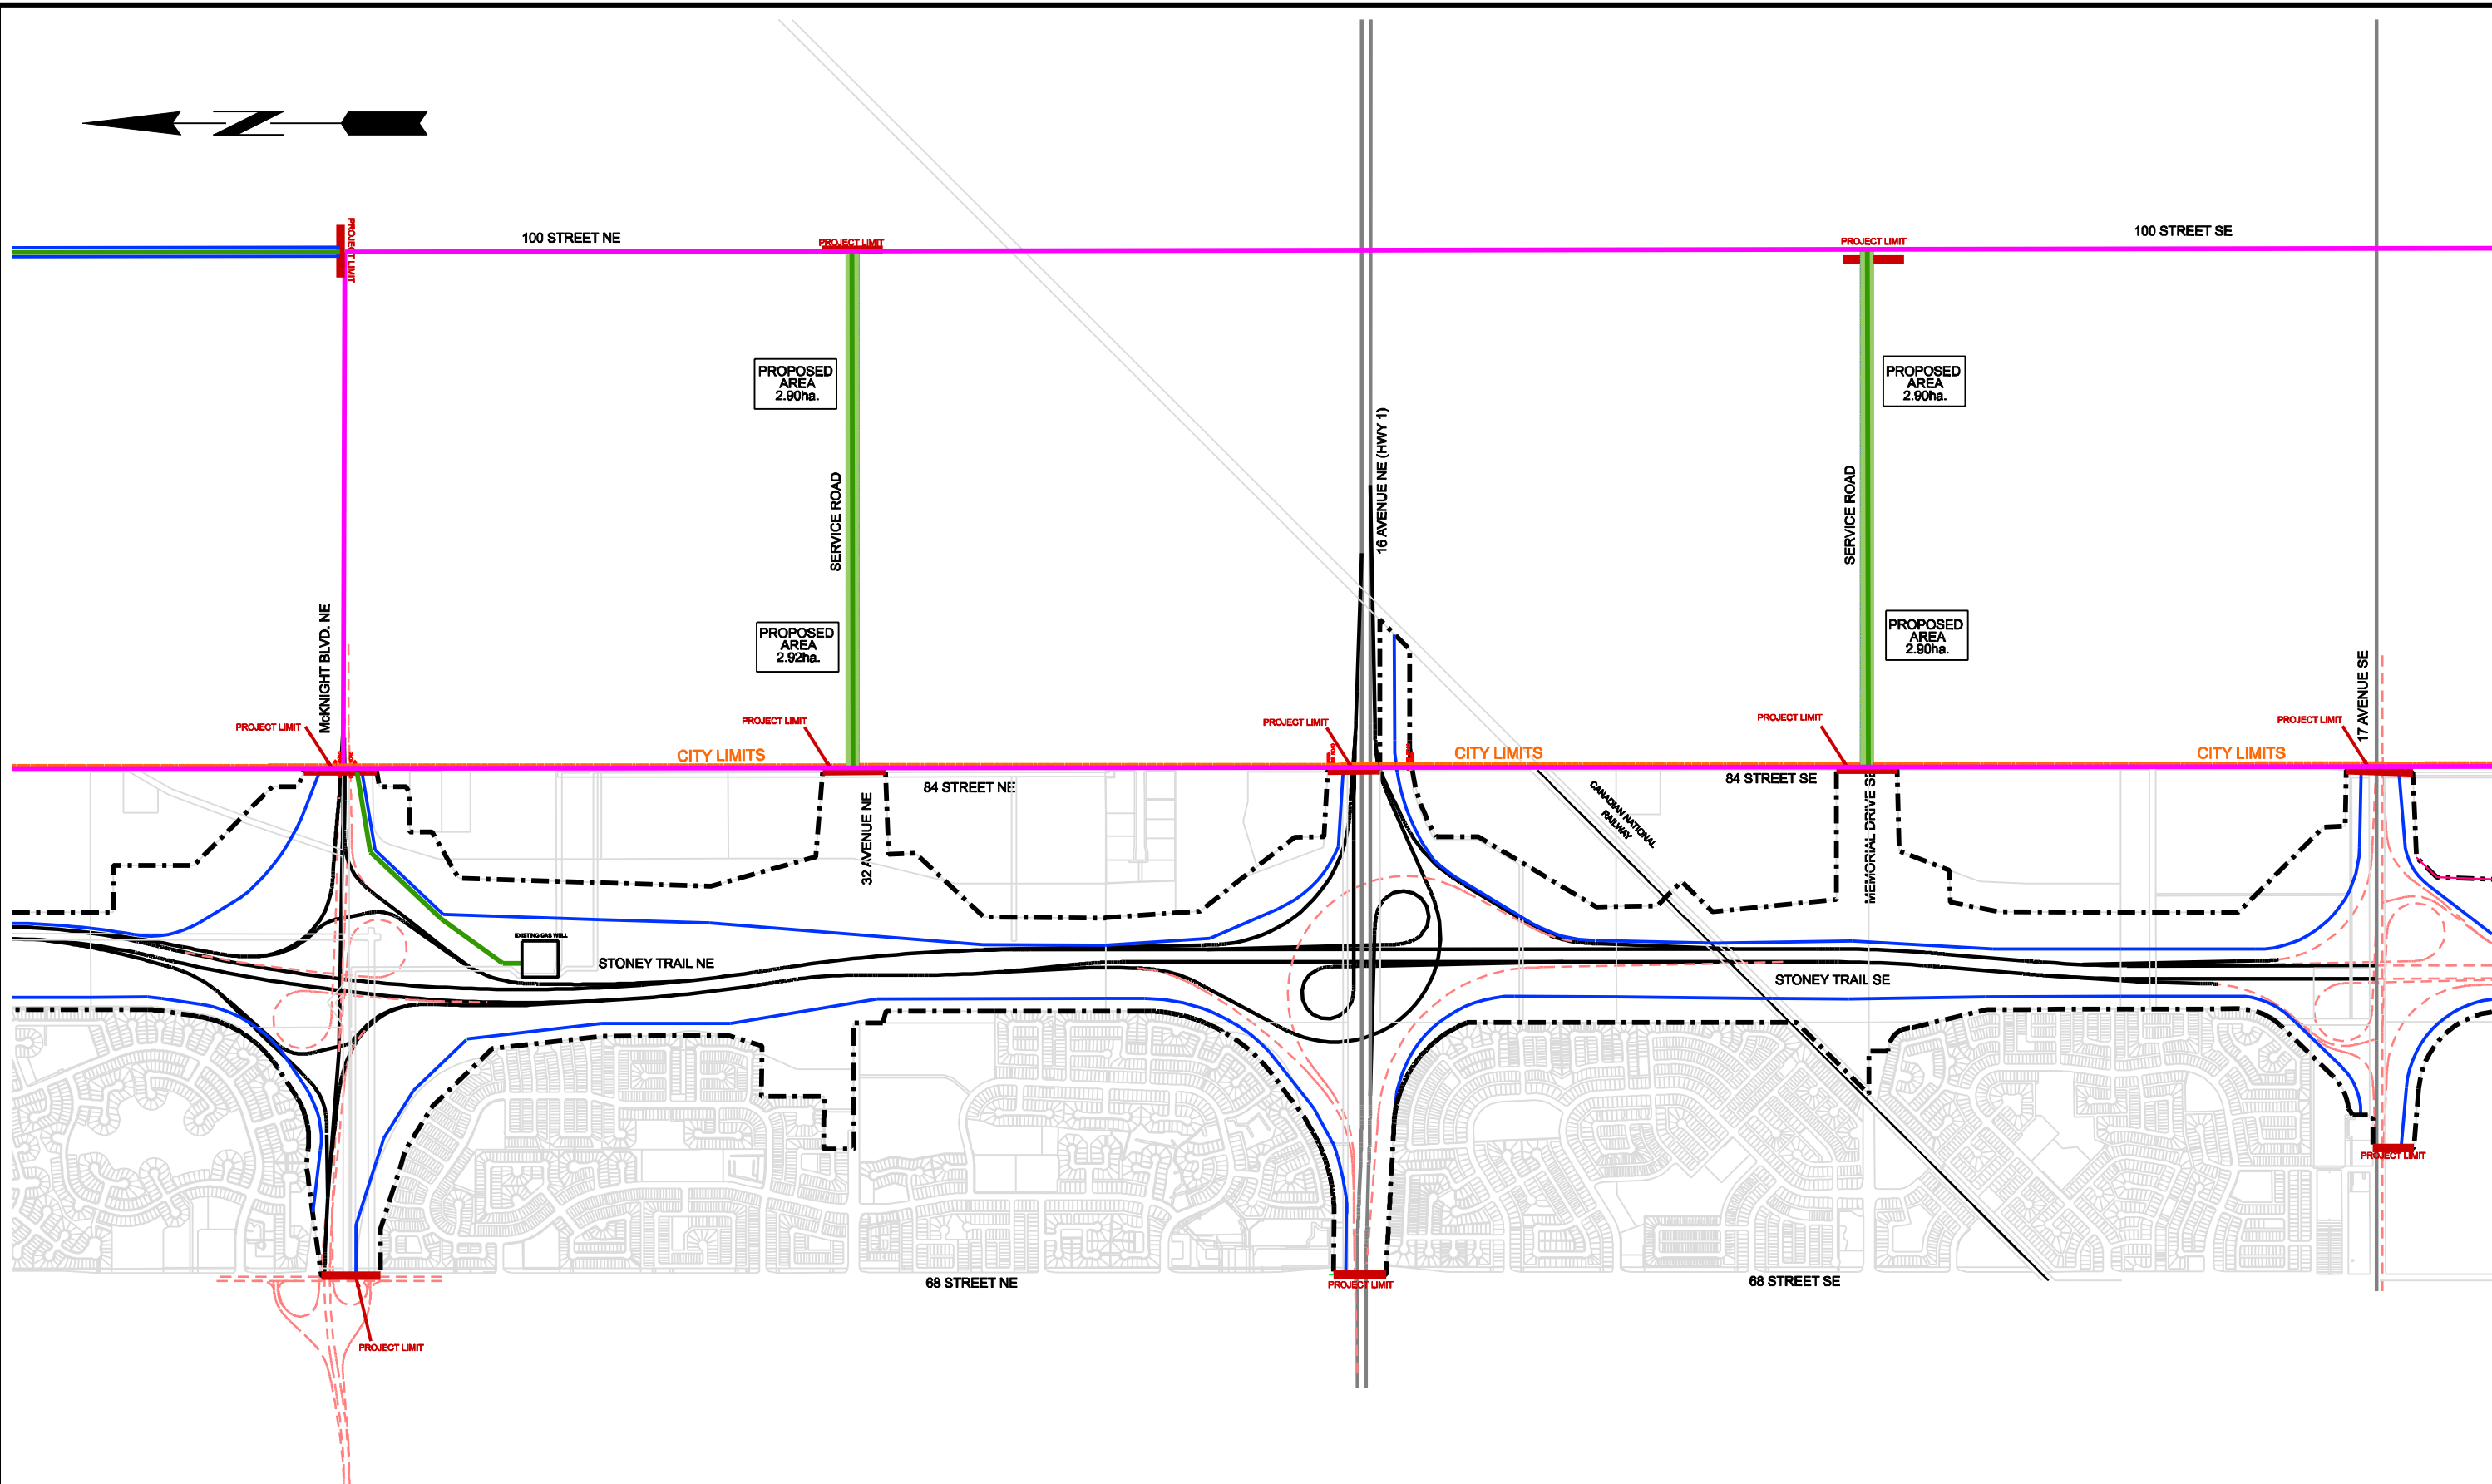 N
100 STREET NE
100 STREET SE
PROJECT LIMIT
PROJECT LIMIT
PROJECT LIMIT
PROPOSED
AREA
2.90ha.
PROPOSED
AREA
2.90ha.
SERVICE ROAD
16 AVENUE NE (HWY 1)
SERVICE ROAD
PROPOSED
AREA
2.92ha.
PROPOSED
AREA
2.90ha.
McKNIGHT BLVD. NE
17 AVENUE SE
PROJECT LIMIT
PROJECT LIMIT
PROJECT LIMIT
PROJECT LIMIT
PROJECT LIMIT
CITY LIMITS
CITY LIMITS
CITY LIMITS
84 STREET NE
84 STREET SE
32 AVENUE NE
CANADIAN NATIONAL
RAILWAY
MEMORIAL DRIVE SE
EXISTING GAS WELL
STONEY TRAIL NE
STONEY TRAIL SE
PROJECT LIMIT
68 STREET NE
PROJECT LIMIT
68 STREET SE
PROJECT LIMIT